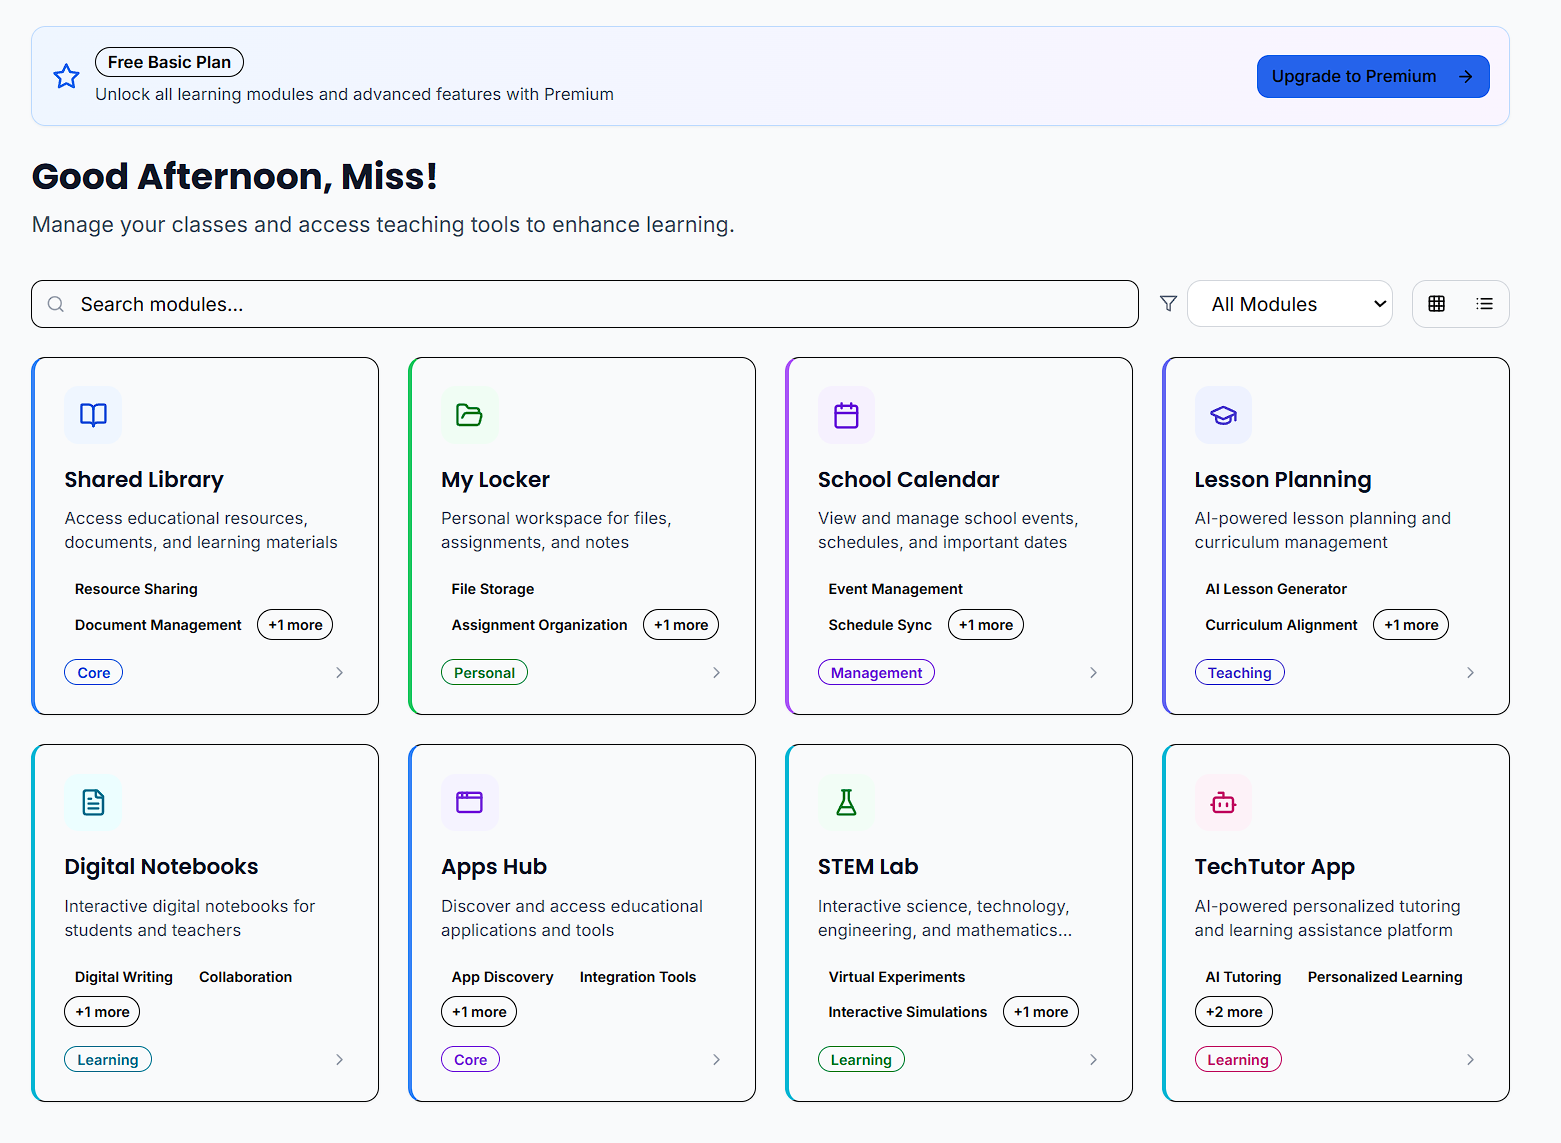 Free Basic Plan
Unlock all learning modules and advanced features with Premium
Upgrade to Premium
Good Afternoon, Miss!
Manage your classes and access teaching tools to enhance learning.
Search modules...
All Modules
Shared Library
Access educational resources,
documents, and learning materials
Resource Sharing
Document Management +1 more
Core
My Locker
Personal workspace for files,
assignments, and notes
File Storage
Assignment Organization +1 more
Personal
School Calendar
View and manage school events,
schedules, and important dates
Event Management
Schedule Sync +1 more
Management
Lesson Planning
AI-powered lesson planning and
curriculum management
AI Lesson Generator
Curriculum Alignment +1 more
Teaching
Digital Notebooks
Interactive digital notebooks for
students and teachers
Digital Writing Collaboration
+1 more
Learning
Apps Hub
Discover and access educational
applications and tools
App Discovery Integration Tools
+1 more
Core
STEM Lab
Interactive science, technology,
engineering, and mathematics...
Virtual Experiments
Interactive Simulations +1 more
Learning
TechTutor App
AI-powered personalized tutoring
and learning assistance platform
AI Tutoring Personalized Learning
+2 more
Learning